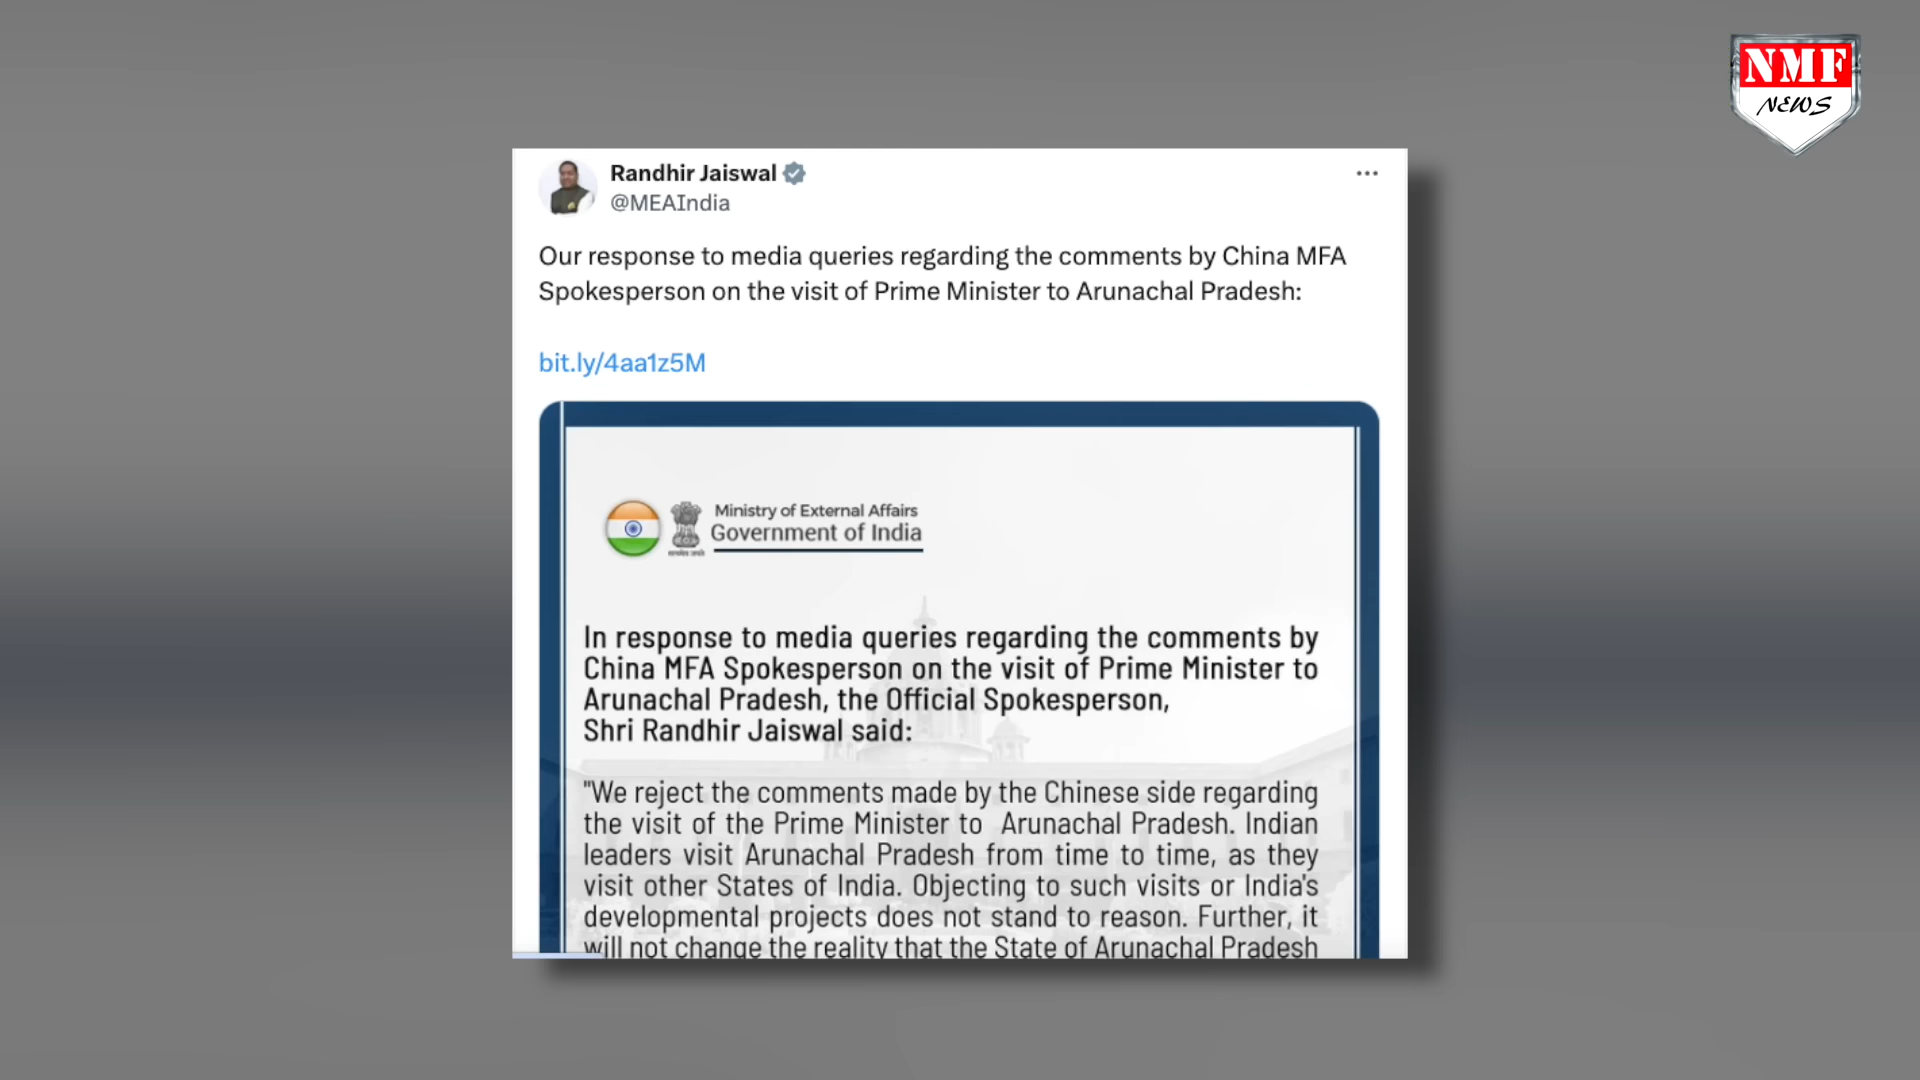 NMF
NEWS
Randhir Jaiswal
@MEAIndia
Our response to media queries regarding the comments by China MFA
Spokesperson on the visit of Prime Minister to Arunachal Pradesh:
bit.ly/4aa1z5M
Ministry of External Affairs
Government of India
In response to media queries regarding the comments by
China MFA Spokesperson on the visit of Prime Minister to
Arunachal Pradesh, the Official Spokesperson,
Shri Randhir Jaiswal said:
"We reject the comments made by the Chinese side regarding
the visit of the Prime Minister to Arunachal Pradesh. Indian
leaders visit Arunachal Pradesh from time to time, as they
visit other States of India. Objecting to such visits or India's
developmental projects does not stand to reason. Further, it
will not change the reality that the State of Arunachal Pradesh